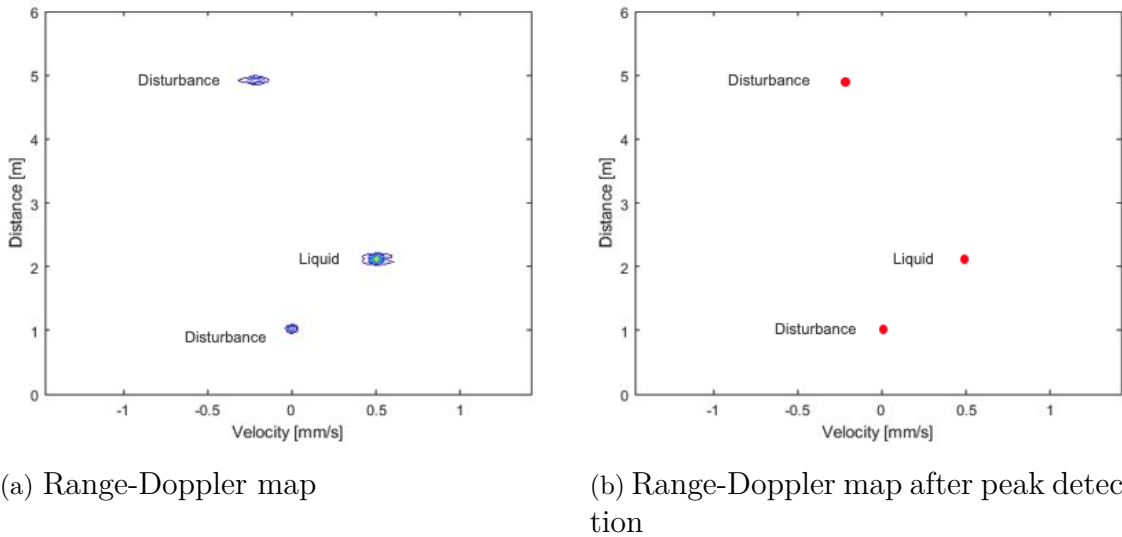 6
5
4
3
2
1
0
Distance [m]
Disturbance
Liquid
Disturbance
-1
-0.5
0
0.5
1
Velocity [mm/s]
6
5
4
3
2
1
0
Distance [m]
Disturbance
Liquid
Disturbance
-1
-0.5
0
0.5
1
Velocity [mm/s]
(a) Range-Doppler map
(b) Range-Doppler map after peak detec
tion